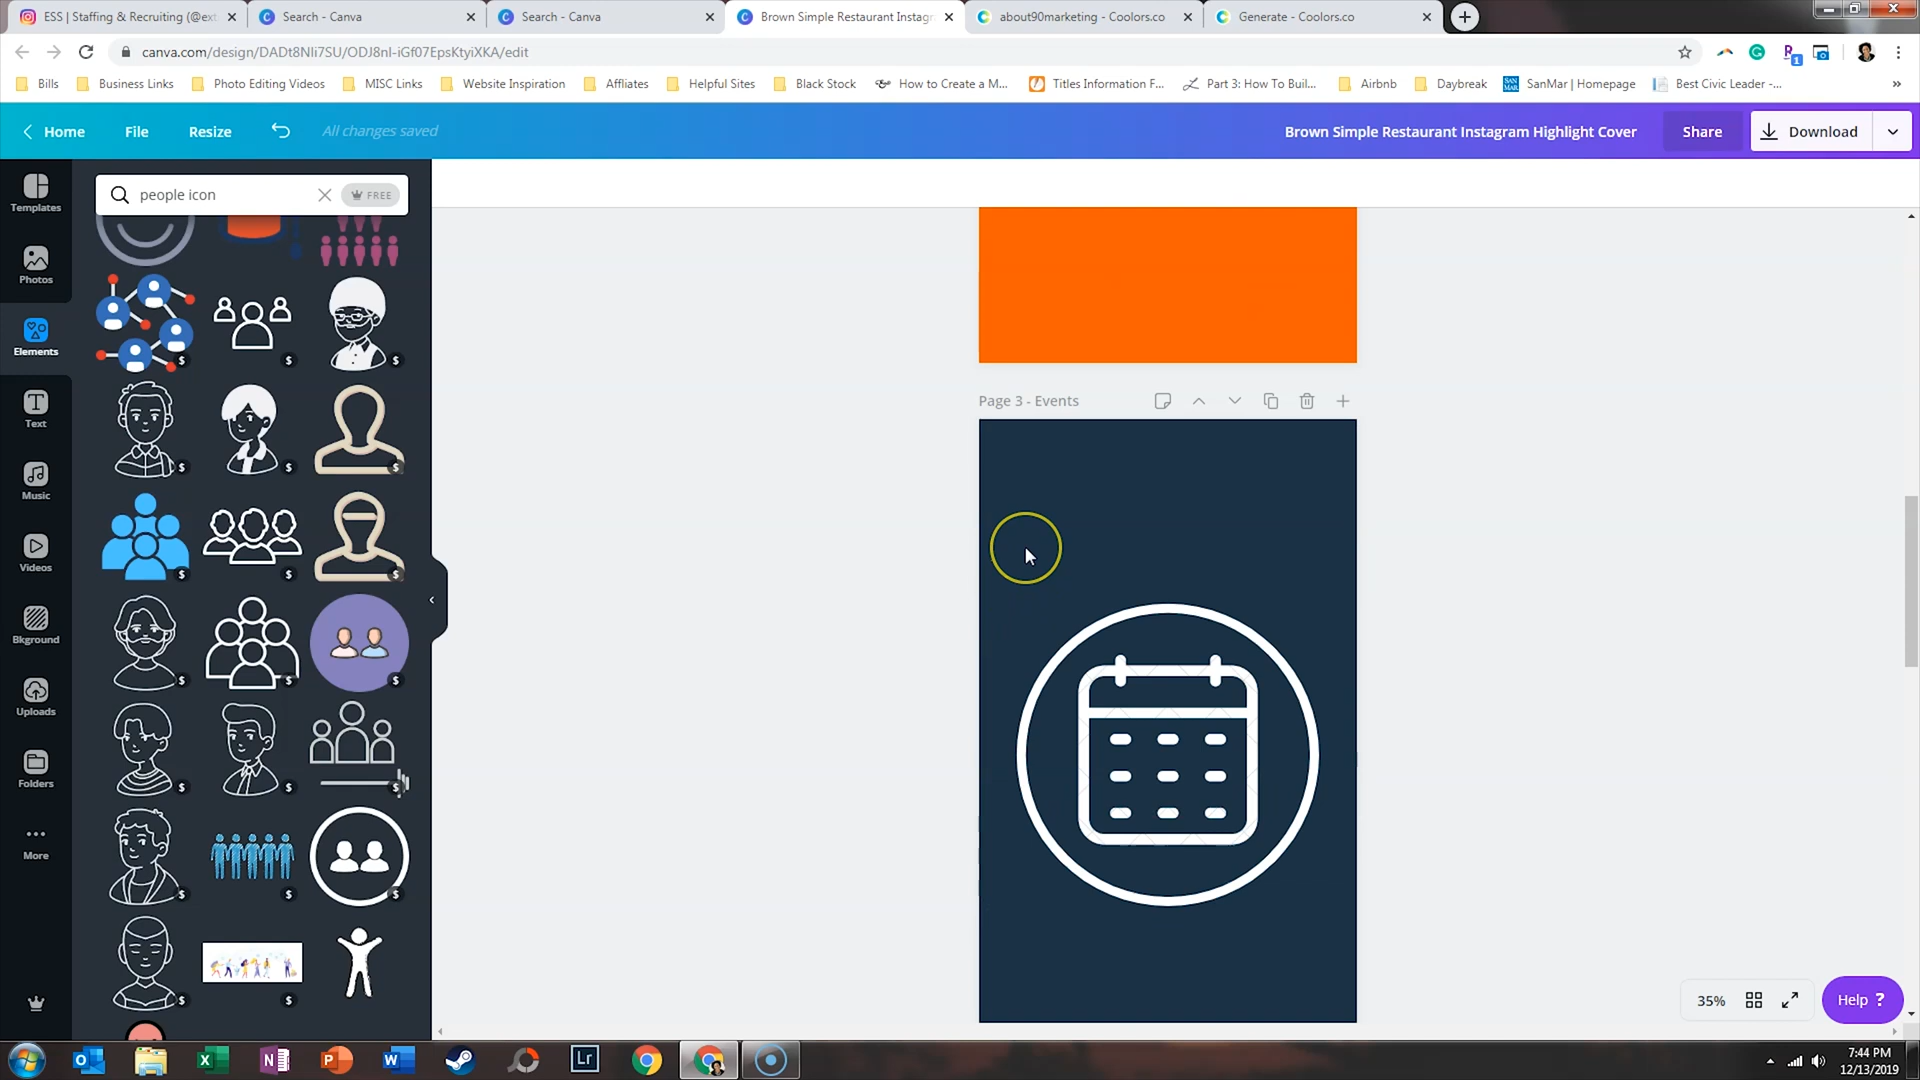 ESS | Staffing & Recruiting (@ext
Search - Canva
Search - Canva
Brown Simple Restaurant Instagr
about90marketing - Coolors.co
Generate - Coolors.co
canva.com/design/DADt8NIi7SU/ODJ8nI-iGf07EpsKtyiXKA/edit
1
Bills
Business Links
Photo Editing Videos
MISC Links
Website Inspiration
Affliates
Helpful Sites
Black Stock
How to Create a M...
Titles Information F...
Part 3: How To Buil...
Airbnb
Daybreak
SanMar | Homepage
Best Civic Leader -...
Home
File
Resize
All changes saved
Brown Simple Restaurant Instagram Highlight Cover
Share
Download
Templates
Photos
Elements
Text
Music
Videos
Bkground
Uploads
Folders
More
people icon
FREE
Page 3 - Events
35%
Help ?
Lr
7:44 PM
12/13/2019